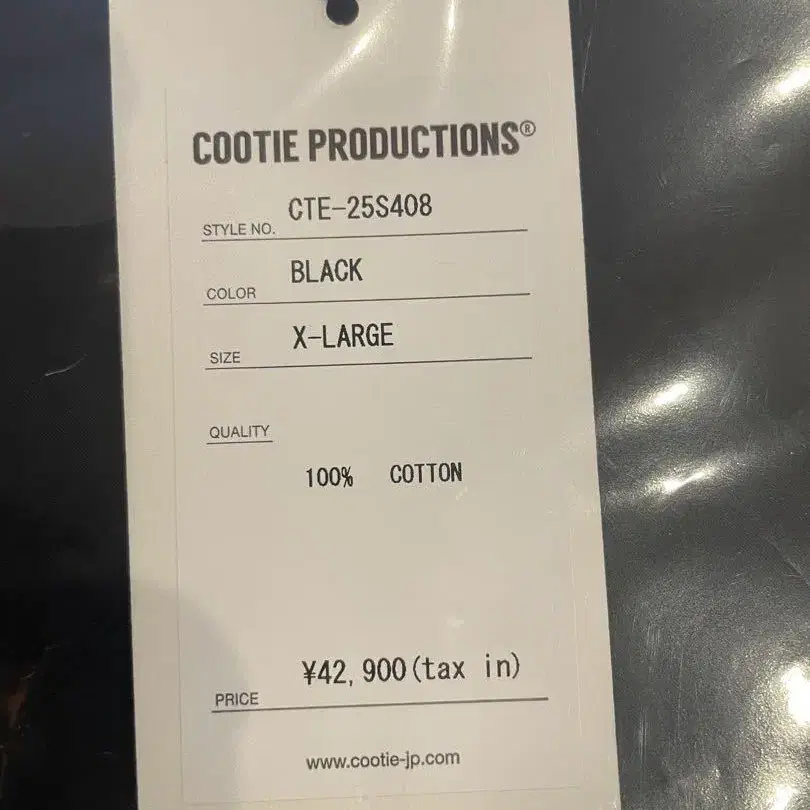 COOTIE PRODUCTIONS®
STYLE NO. CTE-25S408
COLOR BLACK
SIZE X-LARGE
QUALITY
100% COTTON
PRICE ¥42,900(tax in)
www.cootie-jp.com